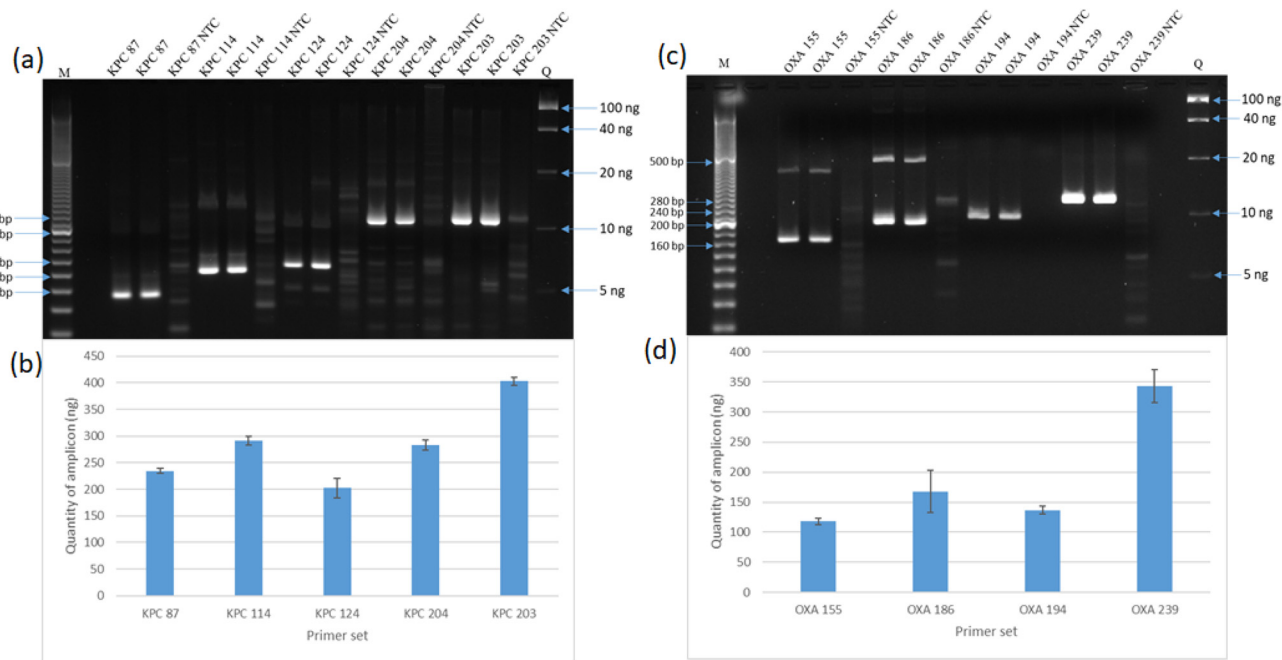 (a)
M
KPC 87
KPC 87
KPC 87 NTC
KPC 114
KPC 114
KPC 114 NTC
KPC 124
KPC 124
KPC 124 NTC
KPC 204
KPC 204
KPC 204 NTC
KPC 203
KPC 203
KPC 203 NTC
Q
100 ng
40 ng
20 ng
10 ng
5 ng
bp
bp
bp
bp
bp
(b)
Quantity of amplicon (ng)
450
400
350
300
250
200
150
100
50
0
KPC 87
KPC 114
KPC 124
KPC 204
KPC 203
Primer set
(c)
M
OXA 155
OXA 155
OXA 155 NTC
OXA 186
OXA 186
OXA 186 NTC
OXA 194
OXA 194
OXA 194 NTC
OXA 239
OXA 239
OXA 239 NTC
Q
500 bp
280 bp
240 bp
200 bp
160 bp
100 ng
40 ng
20 ng
10 ng
5 ng
(d)
Quantity of amplicon (ng)
400
350
300
250
200
150
100
50
0
OXA 155
OXA 186
OXA 194
OXA 239
Primer set